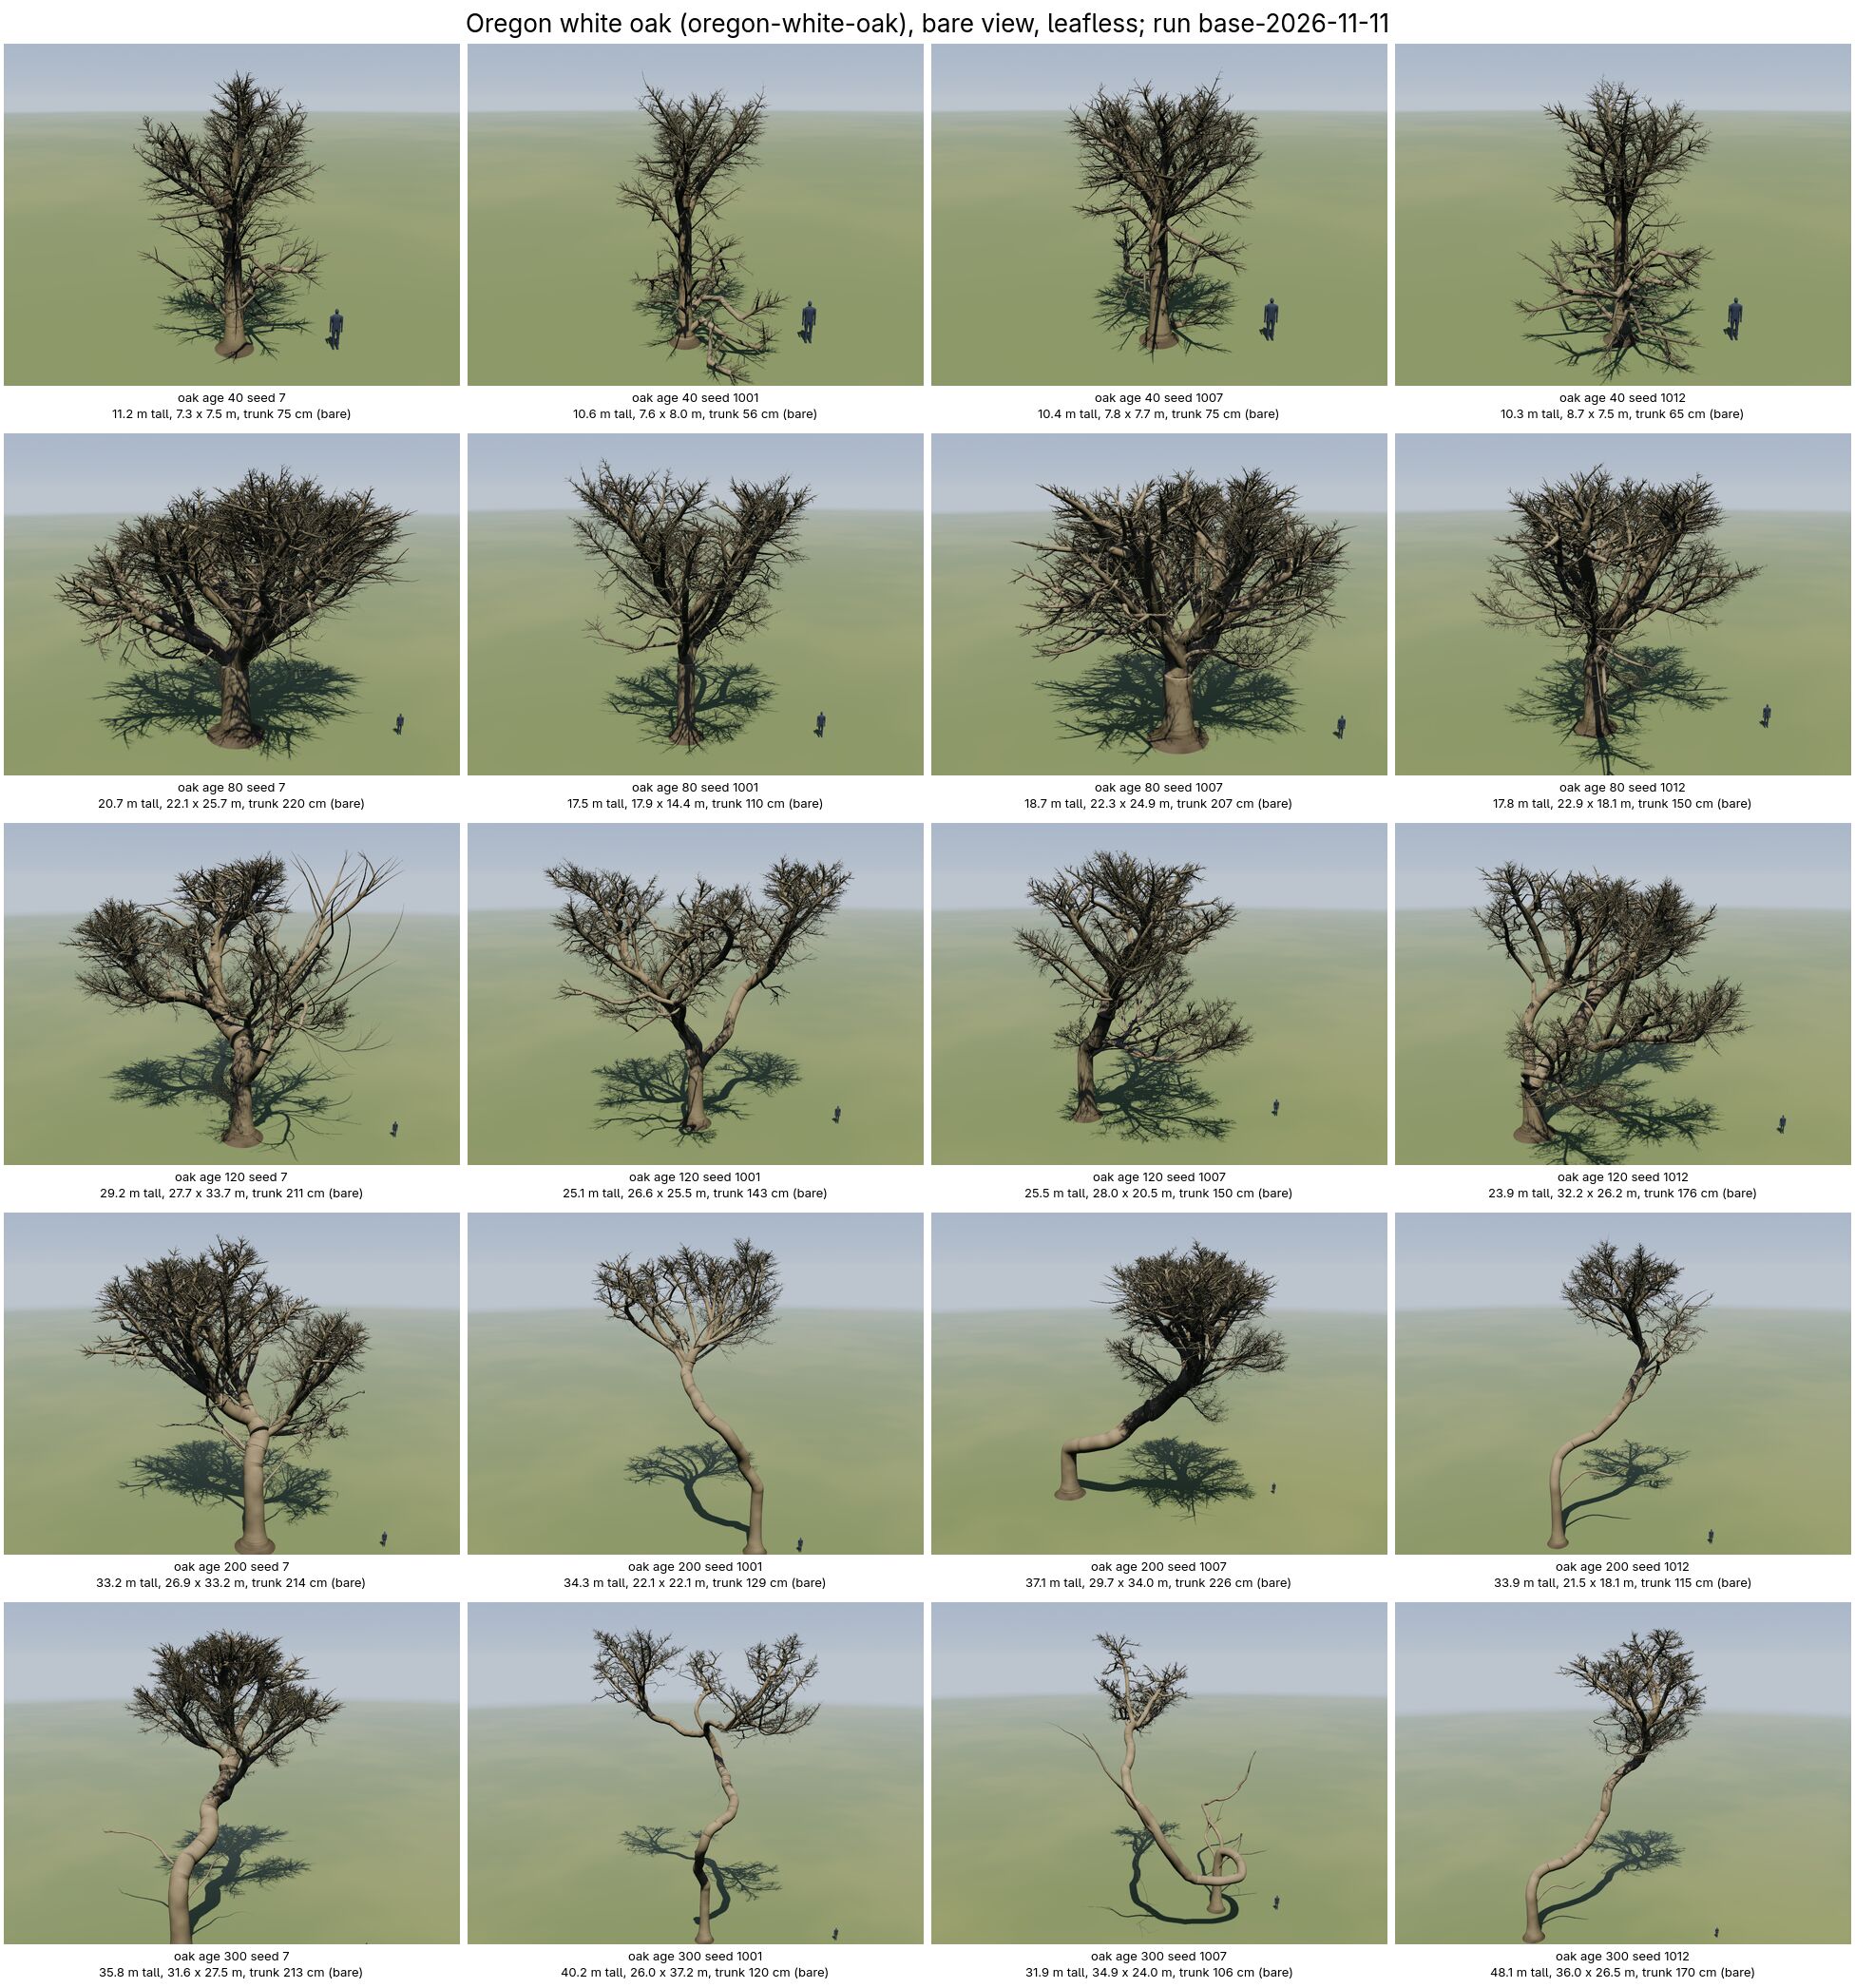 Oregon white oak (oregon-white-oak), bare view, leafless; run base-2026-11-11
oak age 40 seed 7
11.2 m tall, 7.3 x 7.5 m, trunk 75 cm (bare)
oak age 40 seed 1001
10.6 m tall, 7.6 x 8.0 m, trunk 56 cm (bare)
oak age 40 seed 1007
10.4 m tall, 7.8 x 7.7 m, trunk 75 cm (bare)
oak age 40 seed 1012
10.3 m tall, 8.7 x 7.5 m, trunk 65 cm (bare)
oak age 80 seed 7
20.7 m tall, 22.1 x 25.7 m, trunk 220 cm (bare)
oak age 80 seed 1001
17.5 m tall, 17.9 x 14.4 m, trunk 110 cm (bare)
oak age 80 seed 1007
18.7 m tall, 22.3 x 24.9 m, trunk 207 cm (bare)
oak age 80 seed 1012
17.8 m tall, 22.9 x 18.1 m, trunk 150 cm (bare)
oak age 120 seed 7
29.2 m tall, 27.7 x 33.7 m, trunk 211 cm (bare)
oak age 120 seed 1001
25.1 m tall, 26.6 x 25.5 m, trunk 143 cm (bare)
oak age 120 seed 1007
25.5 m tall, 28.0 x 20.5 m, trunk 150 cm (bare)
oak age 120 seed 1012
23.9 m tall, 32.2 x 26.2 m, trunk 176 cm (bare)
oak age 200 seed 7
33.2 m tall, 26.9 x 33.2 m, trunk 214 cm (bare)
oak age 200 seed 1001
34.3 m tall, 22.1 x 22.1 m, trunk 129 cm (bare)
oak age 200 seed 1007
37.1 m tall, 29.7 x 34.0 m, trunk 226 cm (bare)
oak age 200 seed 1012
33.9 m tall, 21.5 x 18.1 m, trunk 115 cm (bare)
oak age 300 seed 7
35.8 m tall, 31.6 x 27.5 m, trunk 213 cm (bare)
oak age 300 seed 1001
40.2 m tall, 26.0 x 37.2 m, trunk 120 cm (bare)
oak age 300 seed 1007
31.9 m tall, 34.9 x 24.0 m, trunk 106 cm (bare)
oak age 300 seed 1012
48.1 m tall, 36.0 x 26.5 m, trunk 170 cm (bare)